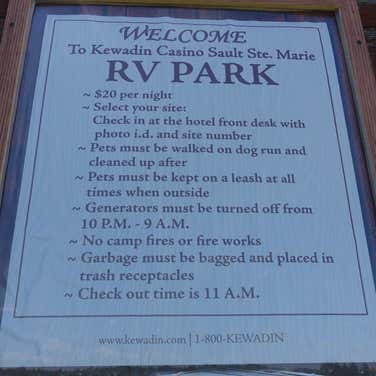 WELCOME
To Kewadin Casino Sault Ste. Marie
RV PARK
~ $20 per night
~ Select your site:
Check in at the hotel front desk with
photo i.d. and site number
~ Pets must be walked on dog run and
cleaned up after
~ Pets must be kept on a leash at all
times when outside
~ Generators must be turned off from
10 P.M. - 9 A.M.
~ No camp fires or fire works
~ Garbage must be bagged and placed in
trash receptacles
~ Check out time is 11 A.M.
www.kewadin.com | 1-800-KEWADIN